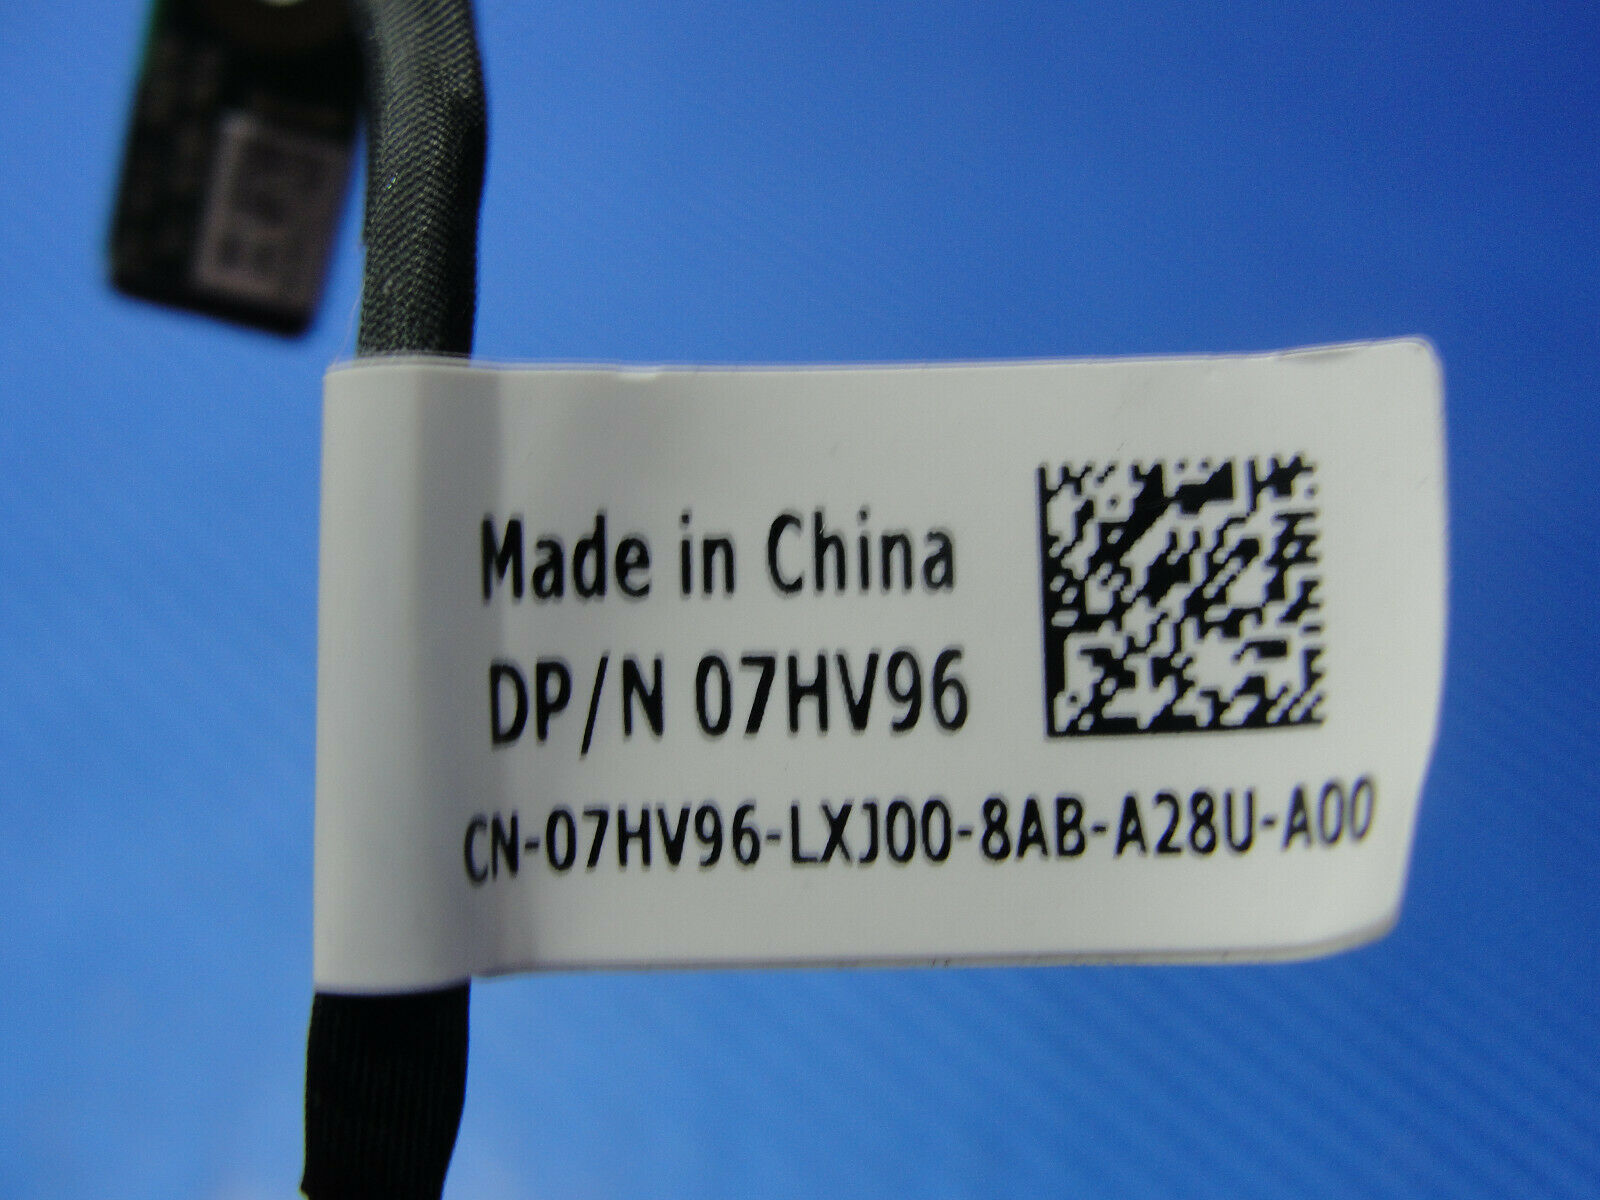 Made in China
DP/N 07HV96
CN-07HV96-LXJ00-8AB-A28U-A00